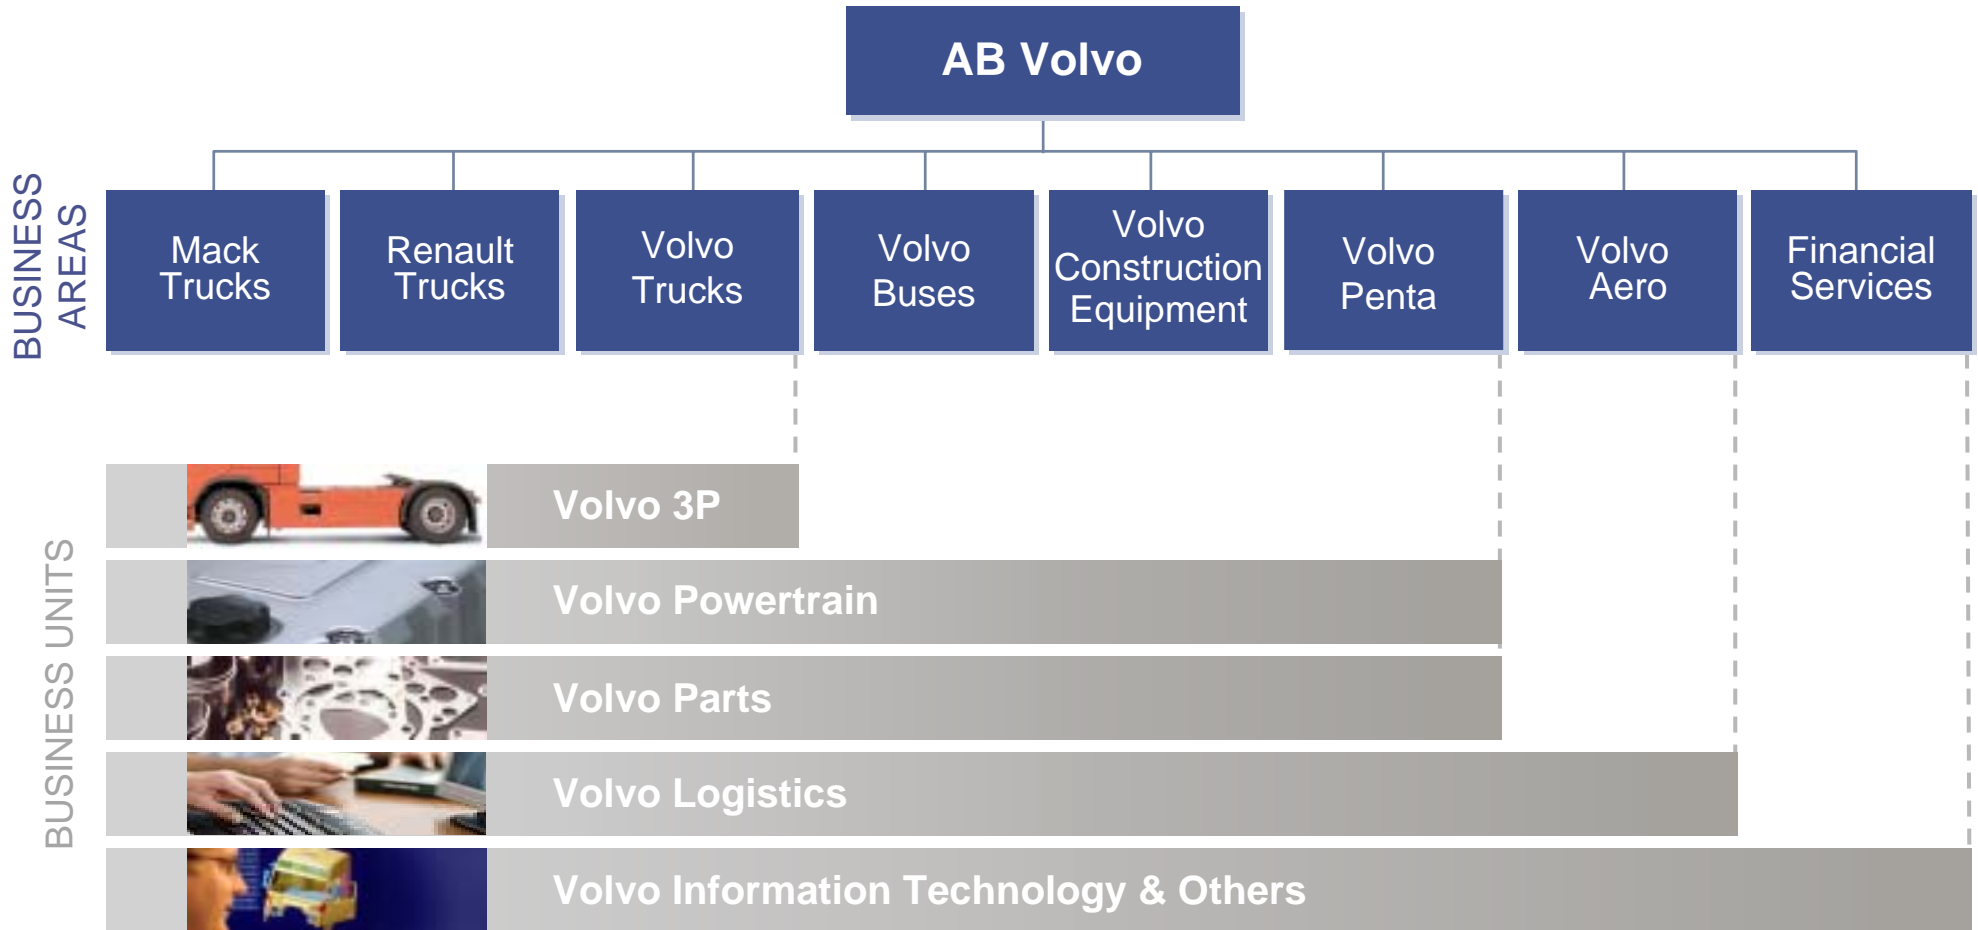 AB Volvo
BUSINESS
AREAS
Mack
Trucks
Renault
Trucks
Volvo
Trucks
Volvo
Buses
Volvo
Construction
Equipment
Volvo
Penta
Volvo
Aero
Financial
Services
BUSINESS UNITS
Volvo 3P
Volvo Powertrain
Volvo Parts
Volvo Logistics
Volvo Information Technology & Others